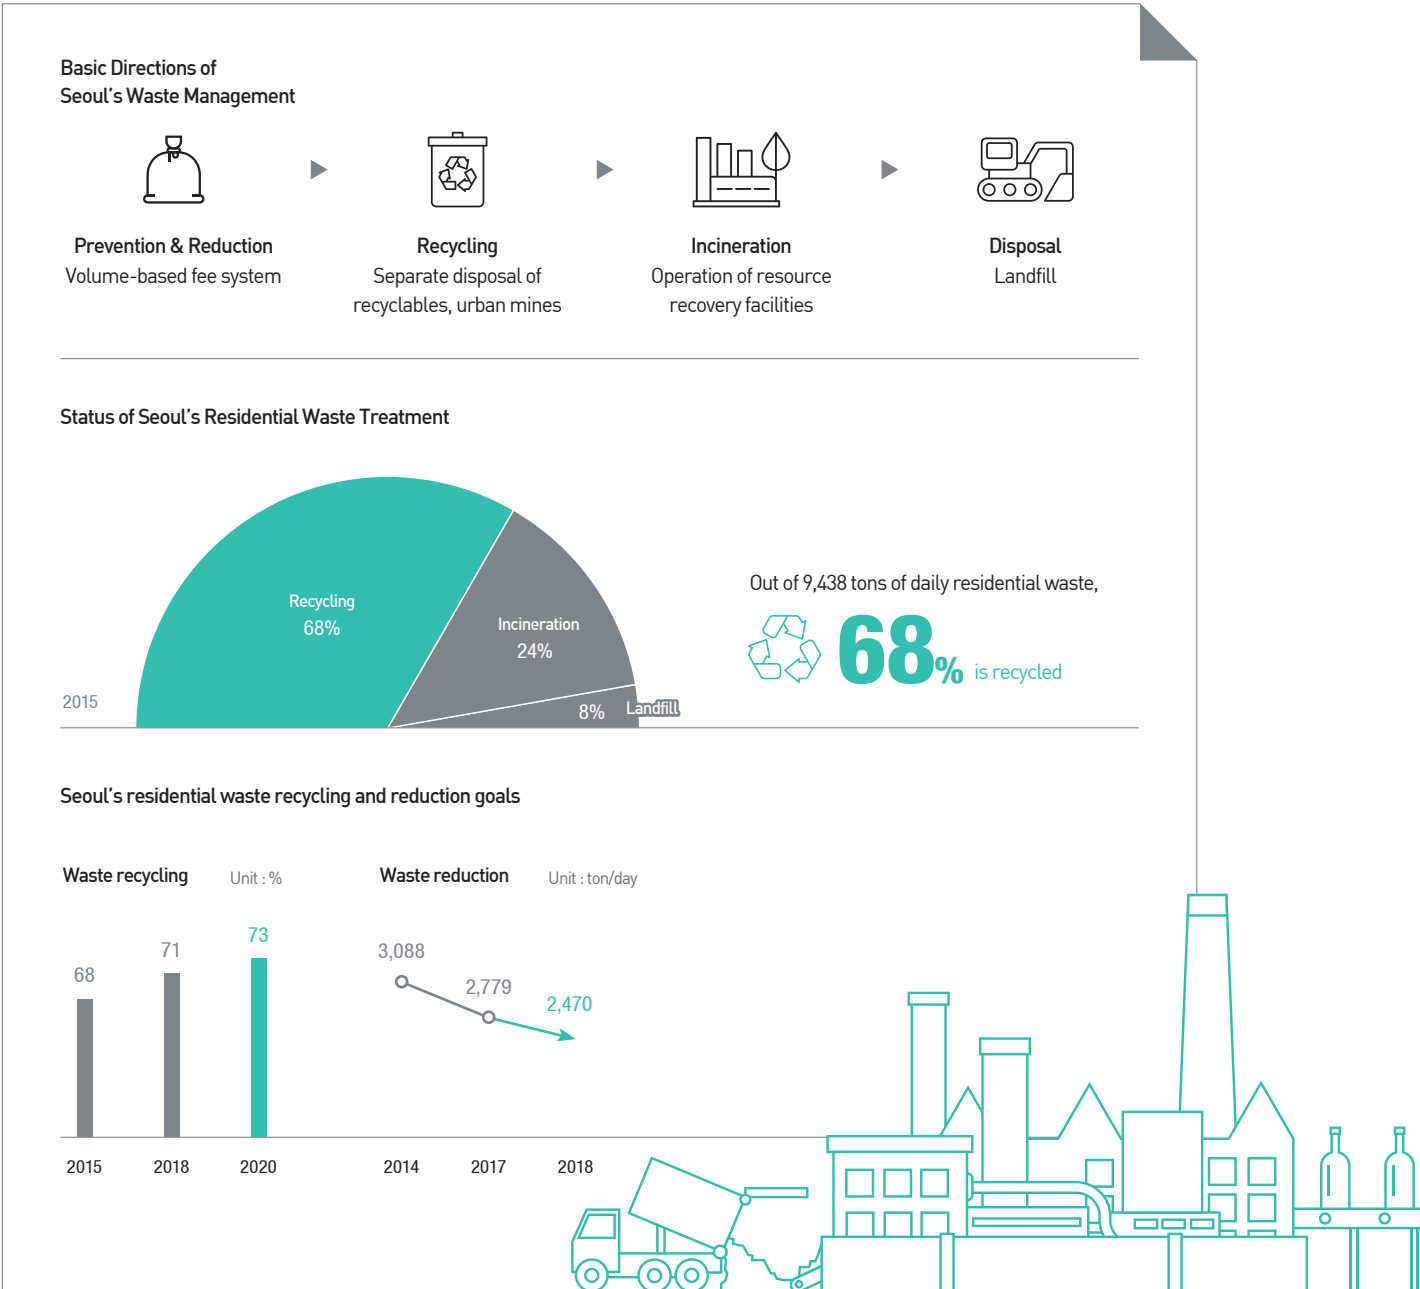 Basic Directions of
Seoul's Waste Management
Prevention & Reduction
Volume-based fee system
Recycling
Separate disposal of
recyclables, urban mines
Incineration
Operation of resource
recovery facilities
Disposal
Landfill
Status of Seoul's Residential Waste Treatment
Recycling
68%
Incineration
24%
8% Landfill
2015
Out of 9,438 tons of daily residential waste,
68% is recycled
Seoul's residential waste recycling and reduction goals
Waste recycling Unit : %
68
71
73
2015 2018 2020
Waste reduction Unit : ton/day
3,088
2,779
2,470
2014 2017 2018